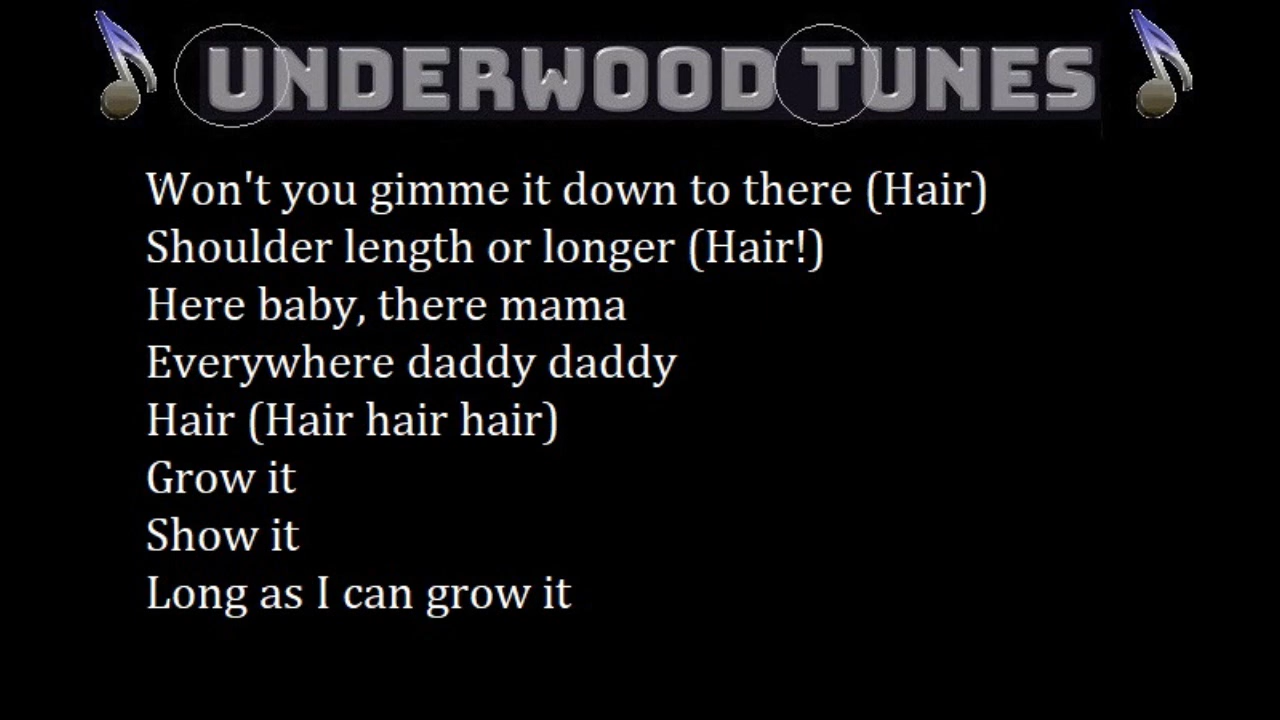 UNDERWOOD TUNES
Won't you gimme it down to there (Hair)
Shoulder length or longer (Hair!)
Here baby, there mama
Everywhere daddy daddy
Hair (Hair hair hair)
Grow it
Show it
Long as I can grow it